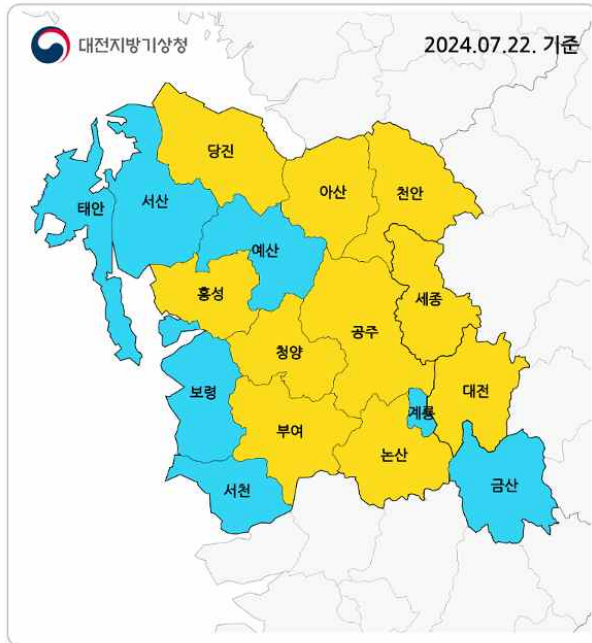 대전지방기상청
2024.07.22. 기준
당진
아산
천안
태안
서산
예산
홍성
세종
공주
청양
보령
대전
계룡
부여
논산
서천
금산